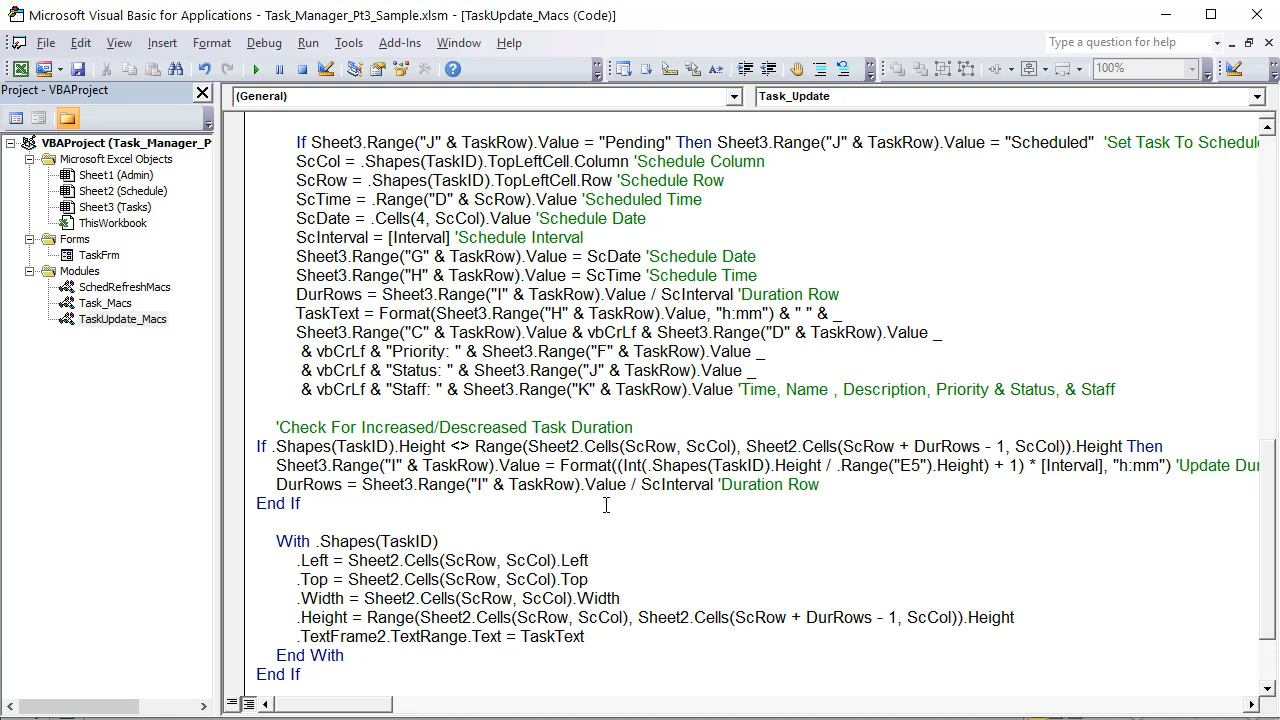 Microsoft Visual Basic for Applications - Task_Manager_Pt3_Sample.xlsm - [TaskUpdate_Macs (Code)]
File Edit View Insert Format Debug Run Tools Add-Ins Window Help Type a question for help
100%
Project - VBAProject
(General) Task_Update
VBAProject (Task_Manager_P
Microsoft Excel Objects
Sheet1 (Admin)
Sheet2 (Schedule)
Sheet3 (Tasks)
ThisWorkbook
Forms
TaskFrm
Modules
SchedRefreshMacs
Task_Macs
TaskUpdate_Macs
If Sheet3.Range("J" & TaskRow).Value = "Pending" Then Sheet3.Range("J" & TaskRow).Value = "Scheduled" 'Set Task To Schedule
ScCol = .Shapes(TaskID).TopLeftCell.Column 'Schedule Column
ScRow = .Shapes(TaskID).TopLeftCell.Row 'Schedule Row
ScTime = .Range("D" & ScRow).Value 'Scheduled Time
ScDate = .Cells(4, ScCol).Value 'Schedule Date
ScInterval = [Interval] 'Schedule Interval
Sheet3.Range("G" & TaskRow).Value = ScDate 'Schedule Date
Sheet3.Range("H" & TaskRow).Value = ScTime 'Schedule Time
DurRows = Sheet3.Range("I" & TaskRow).Value / ScInterval 'Duration Row
TaskText = Format(Sheet3.Range("H" & TaskRow).Value, "h:mm") & " " & _
Sheet3.Range("C" & TaskRow).Value & vbCrLf & Sheet3.Range("D" & TaskRow).Value _
& vbCrLf & "Priority: " & Sheet3.Range("F" & TaskRow).Value _
& vbCrLf & "Status: " & Sheet3.Range("J" & TaskRow).Value _
& vbCrLf & "Staff: " & Sheet3.Range("K" & TaskRow).Value 'Time, Name , Description, Priority & Status, & Staff
'Check For Increased/Descreased Task Duration
If .Shapes(TaskID).Height <> Range(Sheet2.Cells(ScRow, ScCol), Sheet2.Cells(ScRow + DurRows - 1, ScCol)).Height Then
Sheet3.Range("I" & TaskRow).Value = Format((Int(.Shapes(TaskID).Height / .Range("E5").Height) + 1) * [Interval], "h:mm") 'Update Dur
DurRows = Sheet3.Range("I" & TaskRow).Value / ScInterval 'Duration Row
End If
With .Shapes(TaskID)
.Left = Sheet2.Cells(ScRow, ScCol).Left
.Top = Sheet2.Cells(ScRow, ScCol).Top
.Width = Sheet2.Cells(ScRow, ScCol).Width
.Height = Range(Sheet2.Cells(ScRow, ScCol), Sheet2.Cells(ScRow + DurRows - 1, ScCol)).Height
.TextFrame2.TextRange.Text = TaskText
End With
End If